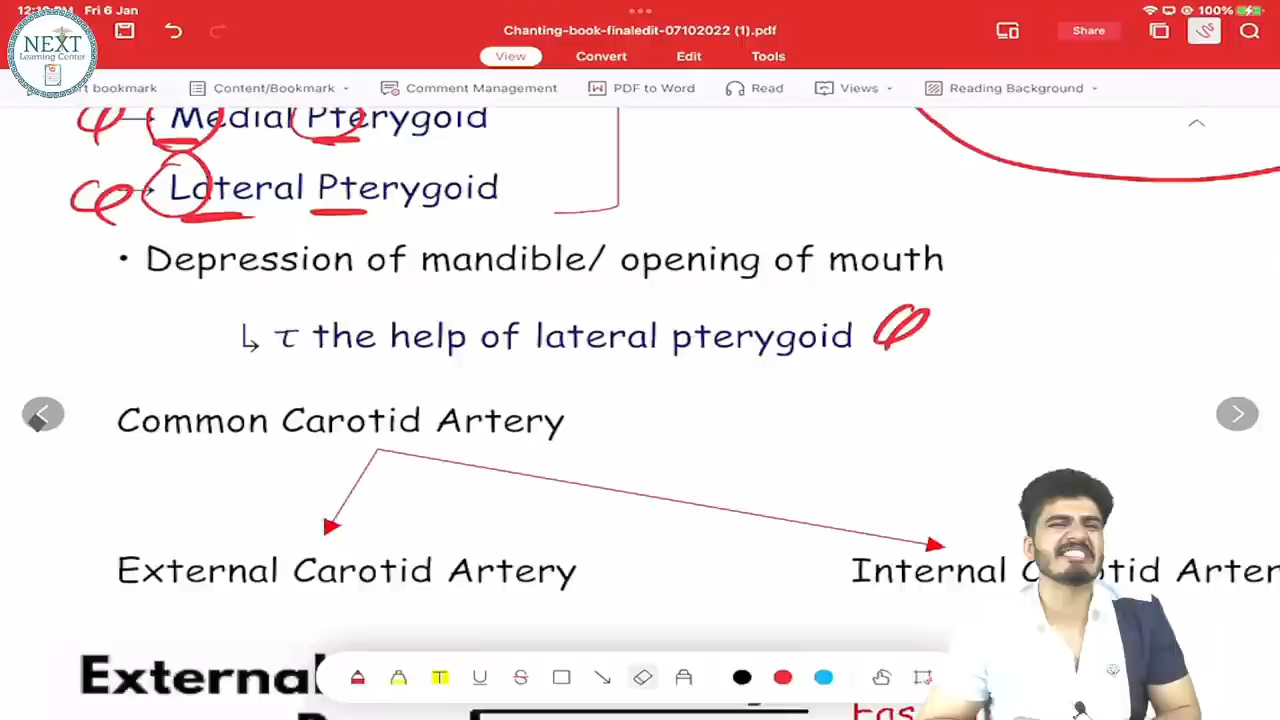 12:18 PM Fri 6 Jan
100%
NEXT
Learning Center
Chanting-book-finaledit-07102022 (1).pdf
Share
View Convert Edit Tools
bookmark Content/Bookmark Comment Management PDF to Word Read Views Reading Background
Medial Pterygoid
Lateral Pterygoid
• Depression of mandible/ opening of mouth
↳ τ the help of lateral pterygoid
Common Carotid Artery
External Carotid Artery Internal
External